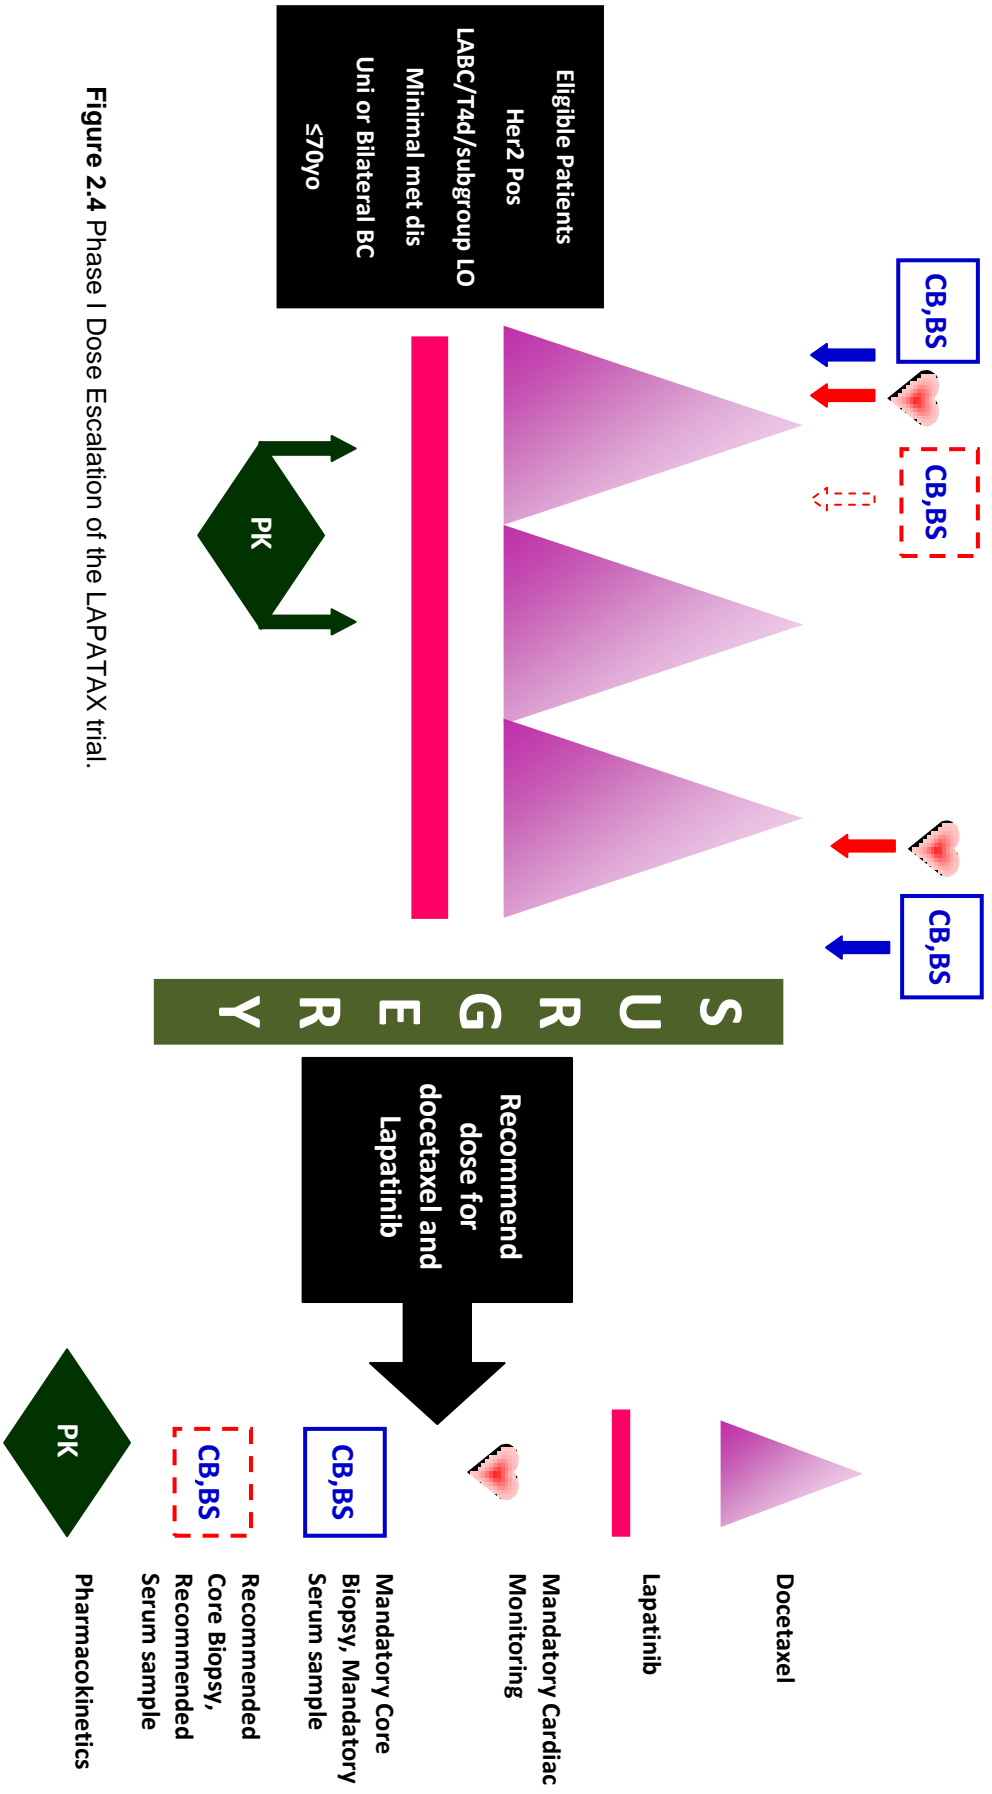 CB,BS
CB,BS
CB,BS
Eligible Patients
Her2 Pos
LABC/T4d/subgroup LO
Minimal met dis
Uni or Bilateral BC
≤70yo
PK
SURGERY
Recommend
dose for
docetaxel and
Lapatinib
Docetaxel
Lapatinib
Mandatory Cardiac
Monitoring
CB,BS
Mandatory Core
Biopsy, Mandatory
Serum sample
CB,BS
Recommended
Core Biopsy,
Recommended
Serum sample
PK
Pharmacokinetics
Figure 2.4 Phase I Dose Escalation of the LAPATAX trial.